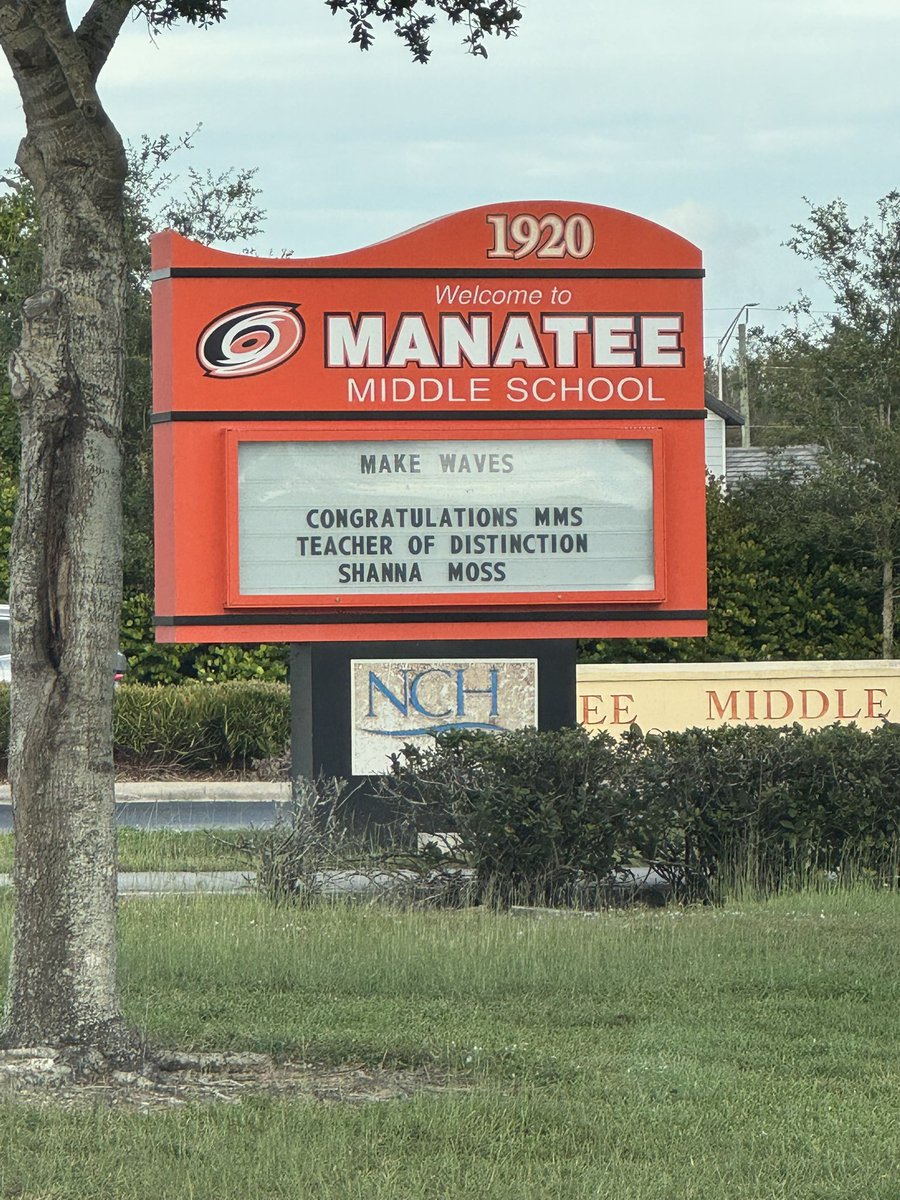 1920
Welcome to
MANATEE
MIDDLE SCHOOL
MAKE WAVES
CONGRATULATIONS MMS
TEACHER OF DISTINCTION
SHANNA MOSS
NCH
EE MIDDLE